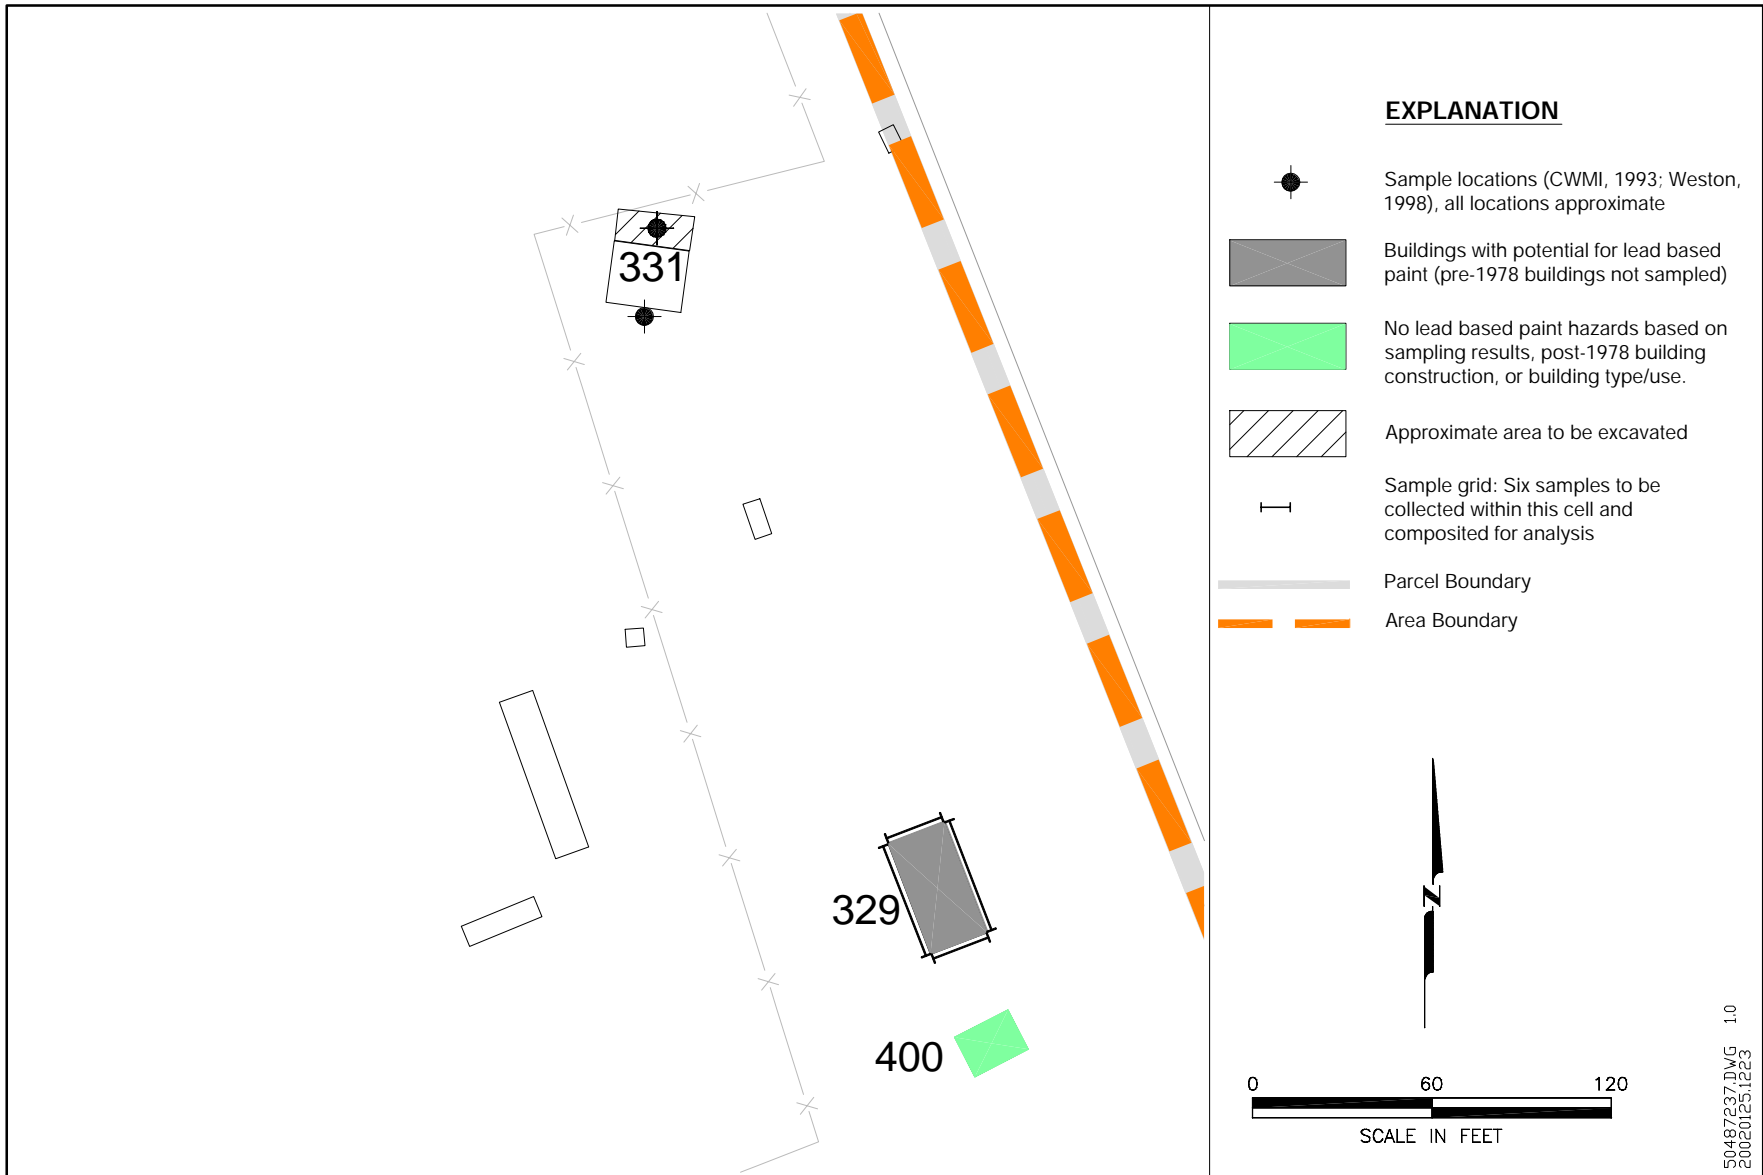 331
329
400
EXPLANATION
Sample locations (CWMI, 1993; Weston,
1998), all locations approximate
Buildings with potential for lead based
paint (pre-1978 buildings not sampled)
No lead based paint hazards based on
sampling results, post-1978 building
construction, or building type/use.
Approximate area to be excavated
Sample grid: Six samples to be
collected within this cell and
composited for analysis
Parcel Boundary
Area Boundary
N
0 60 120
SCALE IN FEET
50487237.DWG 1.0
20020125.1223